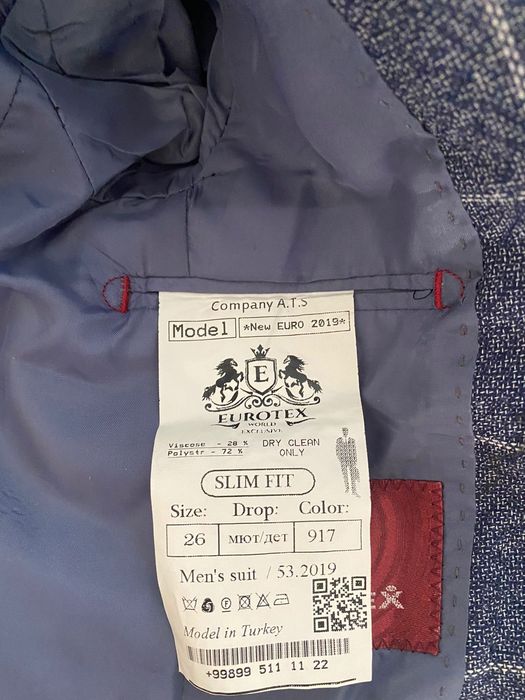 Company A.T.S
Model *New EURO 2019*
E
EUROTEX
WORLD
EXCLUSIVE
Viscose - 28 %
Polystr - 72 %
DRY CLEAN
ONLY
SLIM FIT
Size: Drop: Color:
26 мют/дет 917
Men's suit / 53.2019
Model in Turkey
+99899 511 11 22
EX